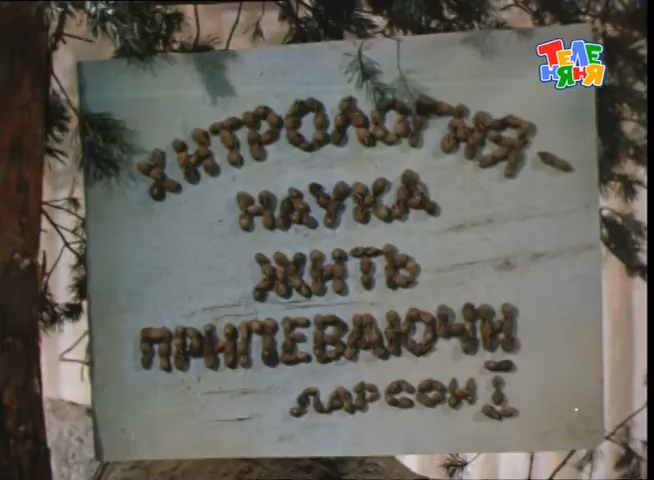 ТЕЛЕ
НЯНЯ
ХИТРОЛОГИЯ-
НАУКА
ЖИТЬ
ПРИПЕВАЮЧИ
ЛАРСОН I